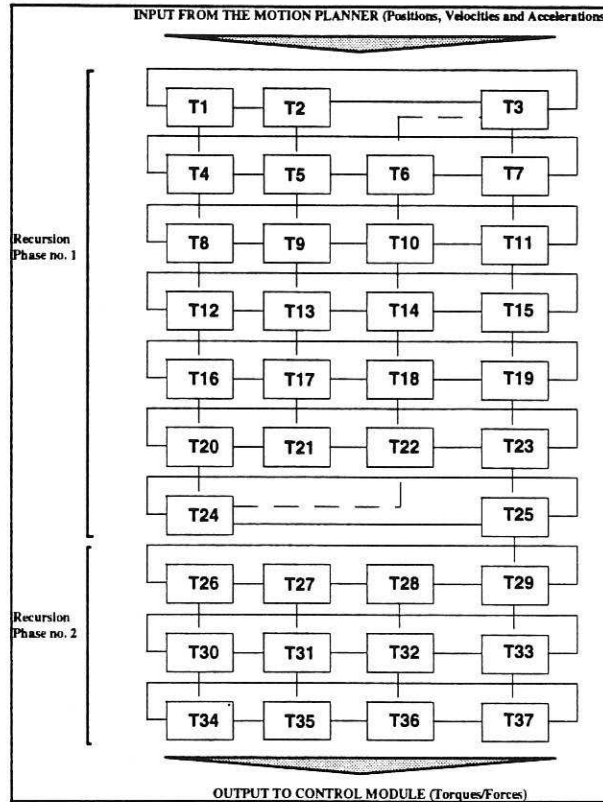 INPUT FROM THE MOTION PLANNER (Positions, Velocities and Accelerations
T1 T2 T3
T4 T5 T6 T7
Recursion
Phase no. 1
T8 T9 T10 T11
T12 T13 T14 T15
T16 T17 T18 T19
T20 T21 T22 T23
T24 T25
T26 T27 T28 T29
Recursion
Phase no. 2
T30 T31 T32 T33
T34 T35 T36 T37
OUTPUT TO CONTROL MODULE (Torques/Forces)